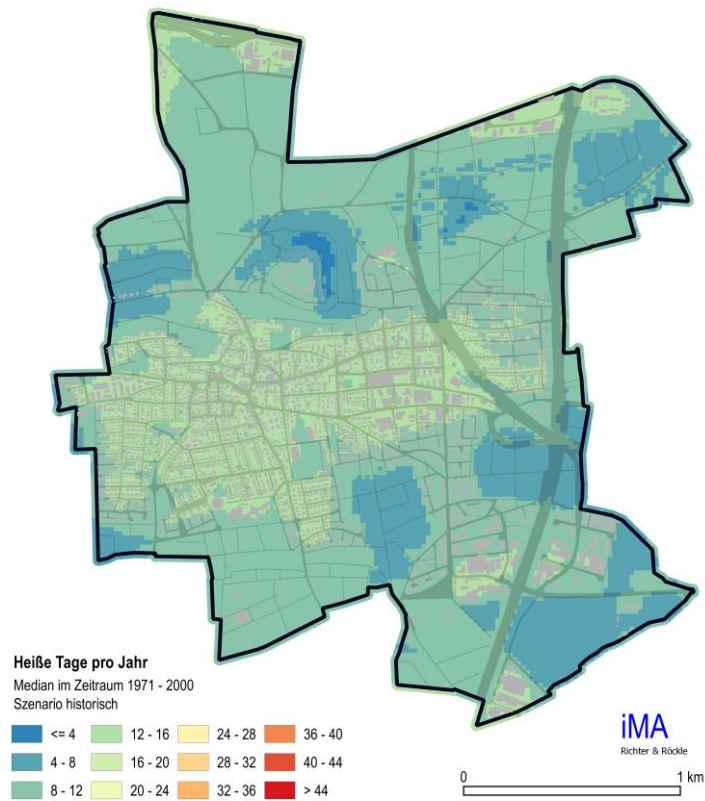 Heiße Tage pro Jahr
Median im Zeitraum 1971 - 2000
Szenario historisch
<= 4 12 - 16 24 - 28 36 - 40
4 - 8 16 - 20 28 - 32 40 - 44
8 - 12 20 - 24 32 - 36 > 44
iMA
Richter & Röckle
0 1 km